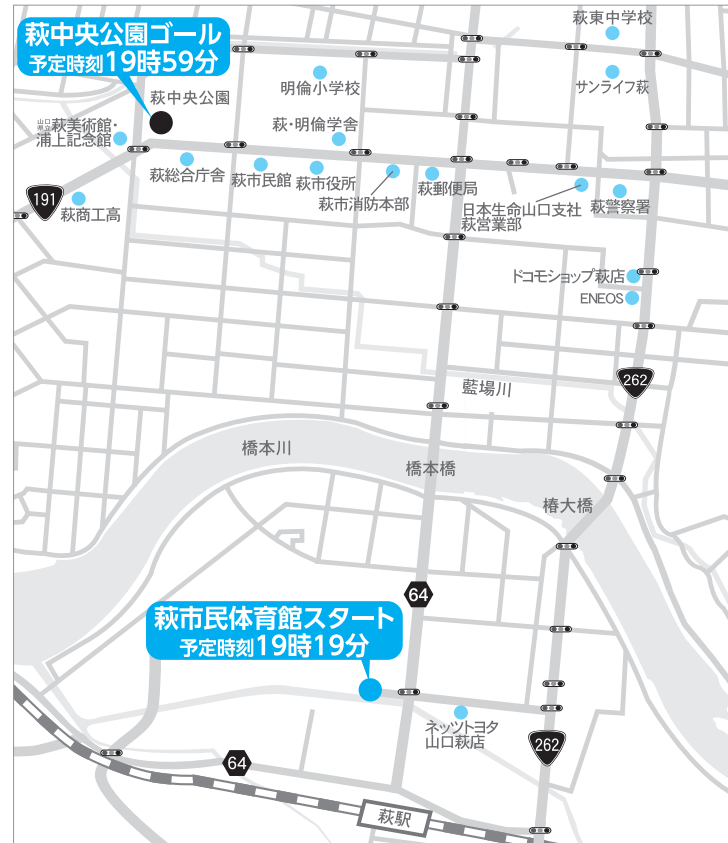 萩中央公園ゴール
予定時刻19時59分
萩東中学校
サンライフ萩
明倫小学校
萩中央公園
山口
県立
萩美術館・
浦上記念館
萩・明倫学舎
萩総合庁舎
萩市民館
萩市役所
萩市消防本部
萩郵便局
日本生命山口支社
萩営業部
萩警察署
191
萩商工高
ドコモショップ萩店
ENEOS
262
藍場川
橋本川
橋本橋
椿大橋
64
萩市民体育館スタート
予定時刻19時19分
ネッツトヨタ
山口萩店
262
64
萩駅